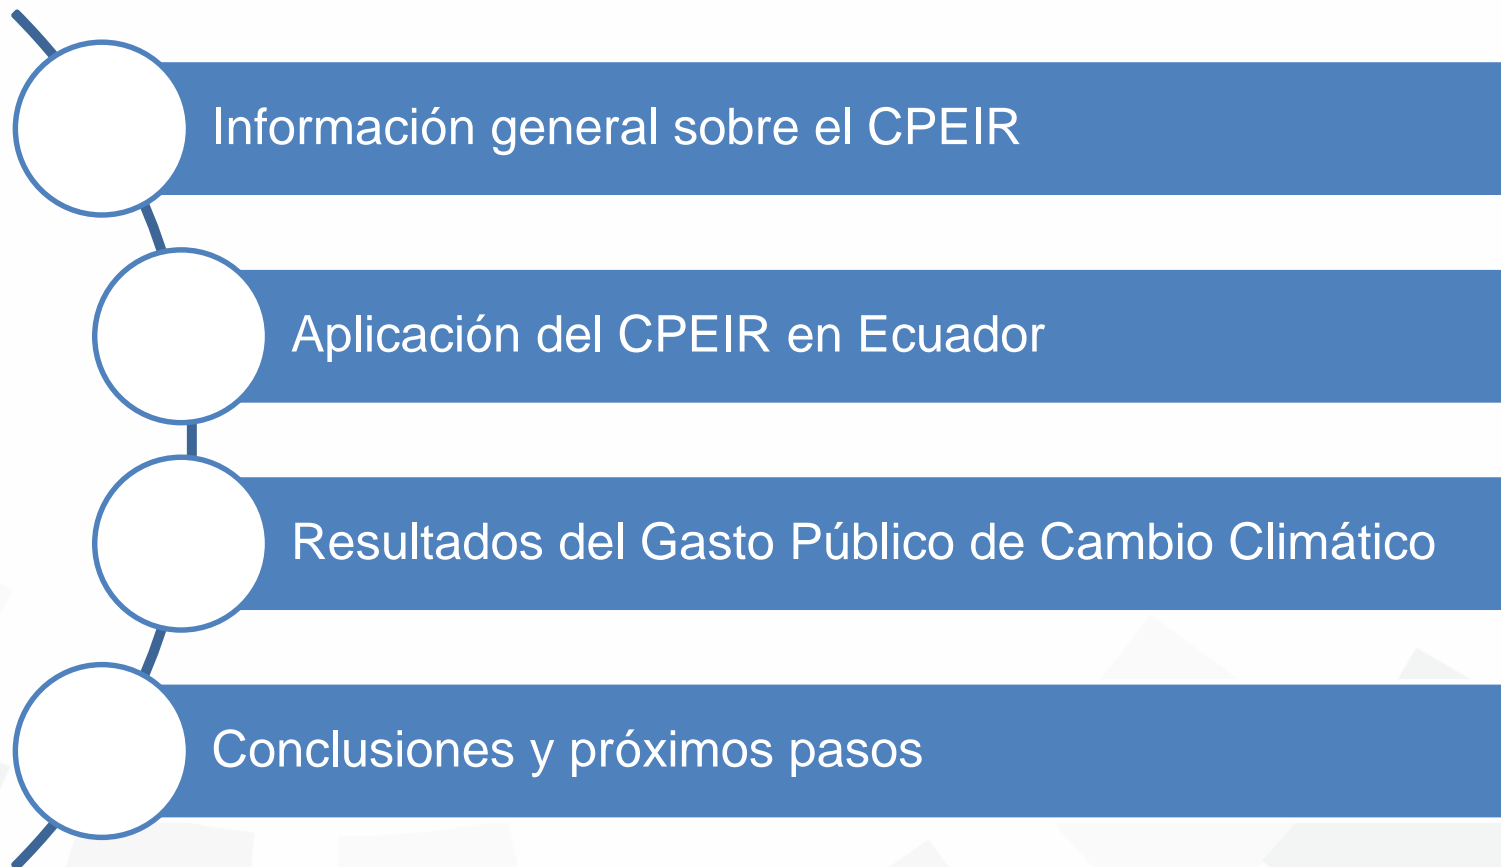 Información general sobre el CPEIR
Aplicación del CPEIR en Ecuador
Resultados del Gasto Público de Cambio Climático
Conclusiones y próximos pasos